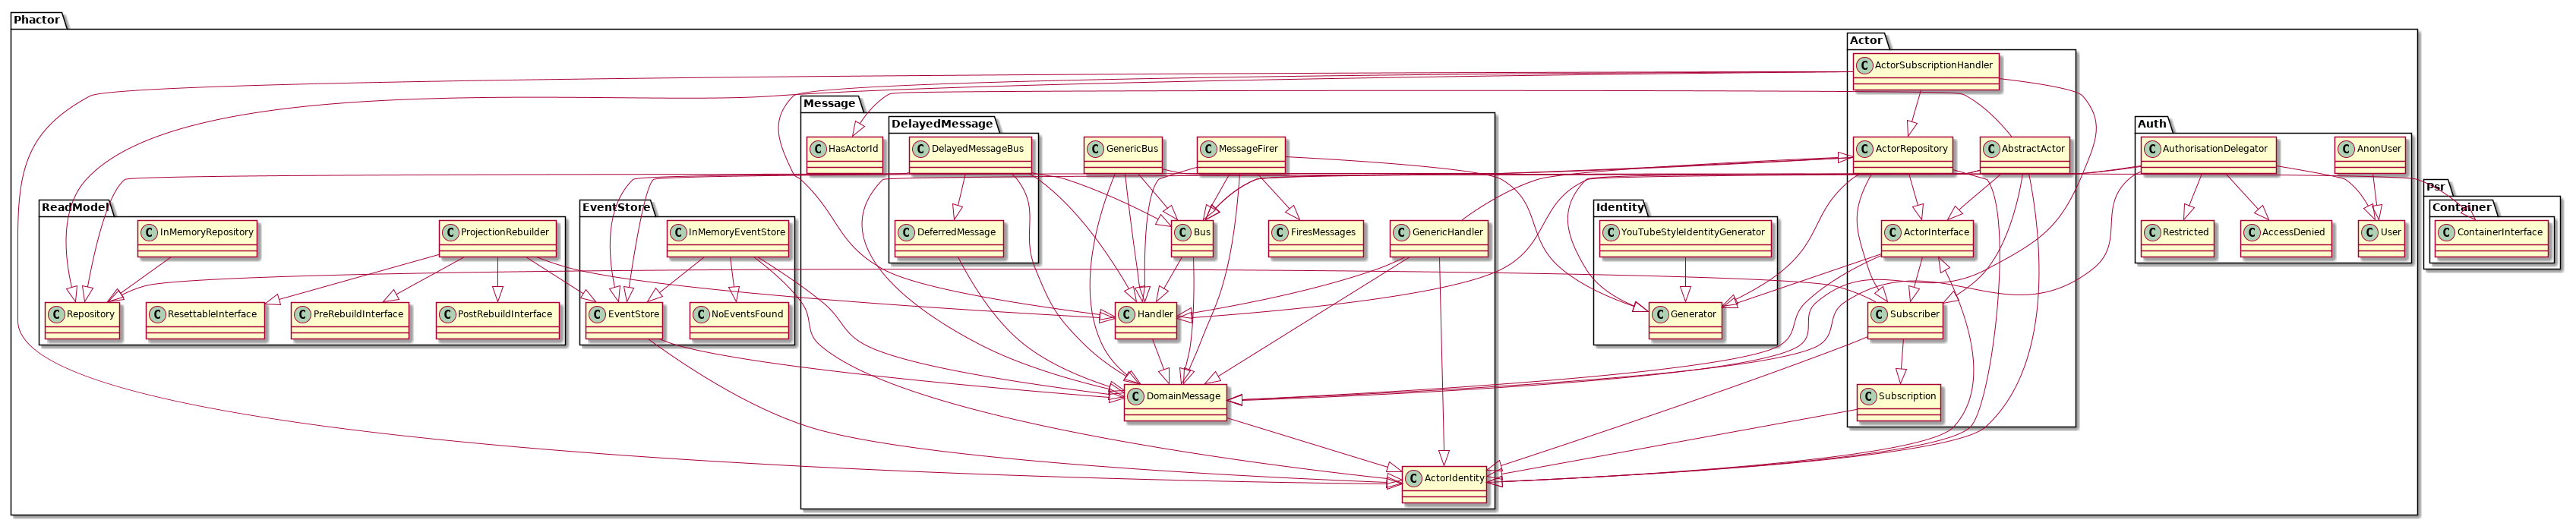 Phactor
Actor
C ActorSubscriptionHandler
Message
DelayedMessage
Auth
C HasActorId
C DelayedMessageBus
C GenericBus
C MessageFirer
C ActorRepository
C AbstractActor
C AuthorisationDelegator
C AnonUser
Psr
ReadModel
EventStore
Identity
Container
C InMemoryRepository
C ProjectionRebuilder
C InMemoryEventStore
C DeferredMessage
C Bus
C FiresMessages
C GenericHandler
C YouTubeStyleIdentityGenerator
C ActorInterface
C Restricted
C AccessDenied
C User
C ContainerInterface
C Repository
C ResettableInterface
C PreRebuildInterface
C PostRebuildInterface
C EventStore
C NoEventsFound
C Handler
C Generator
C Subscriber
C DomainMessage
C Subscription
C ActorIdentity